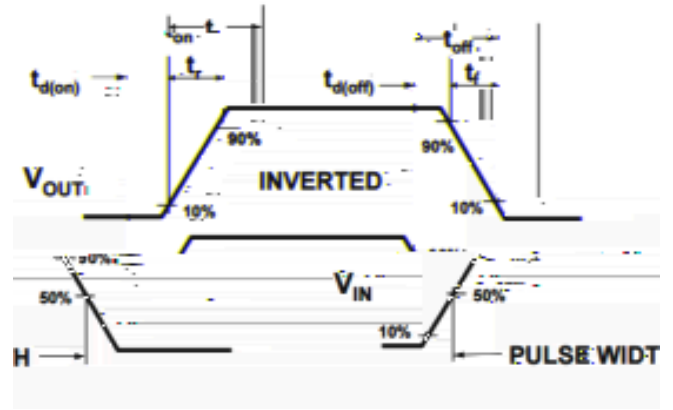 ton t
toff
td(on) tr td(off) tf
90% 90%
VOUT INVERTED
10% 10%
90%
50% VIN 50%
10%
H PULSE WIDT